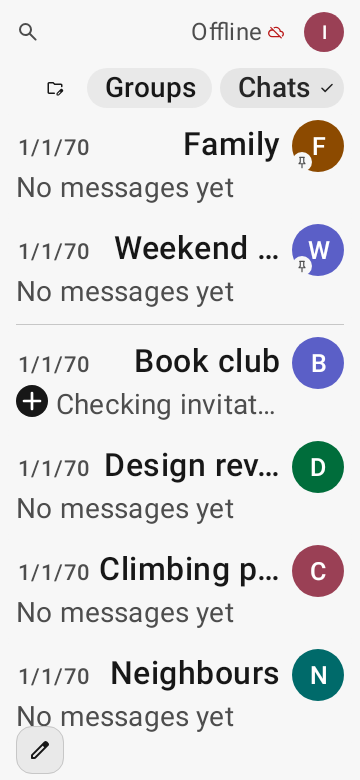 Offline
I
Groups
Chats
1/1/70 Family F
No messages yet
1/1/70 Weekend ... W
No messages yet
1/1/70 Book club B
Checking invitat...
1/1/70 Design rev... D
No messages yet
1/1/70 Climbing p... C
No messages yet
1/1/70 Neighbours N
No messages yet